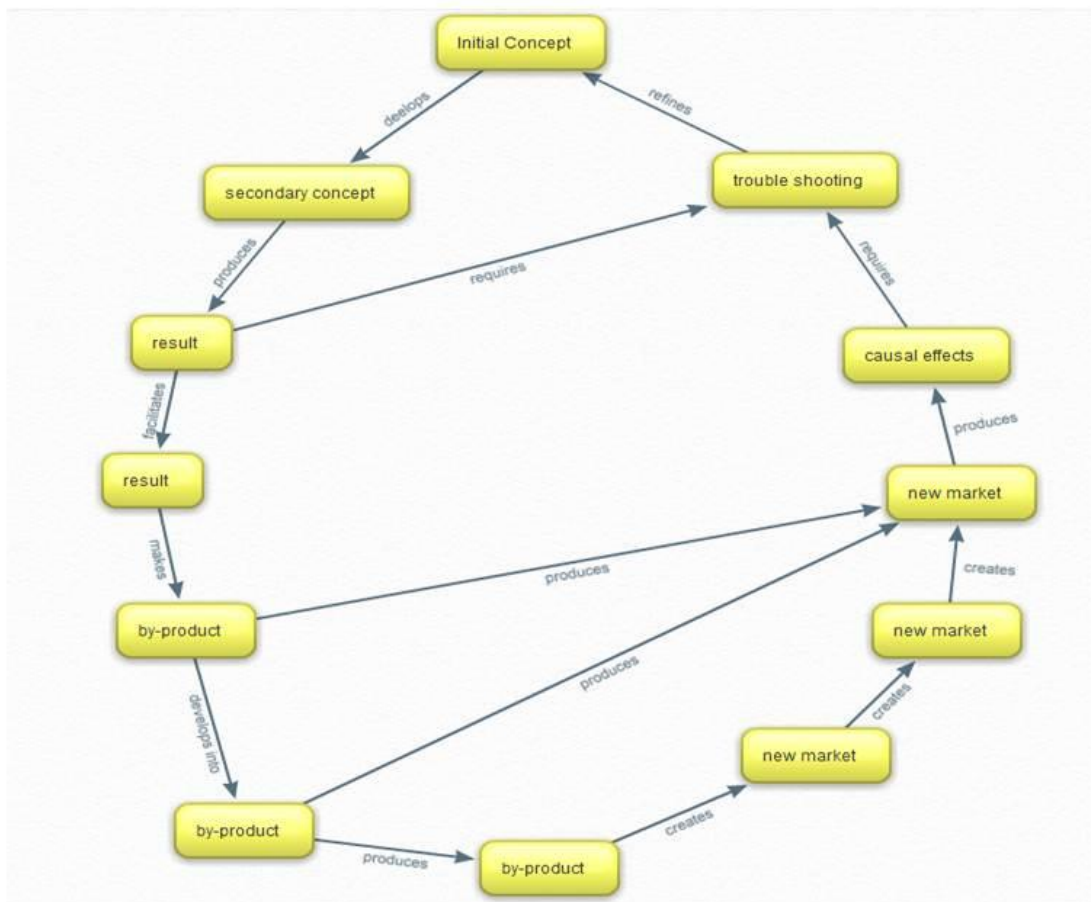 Initial Concept
deelops
refines
trouble shooting
secondary concept
produces
requires
requires
result
causal effects
facilitates
produces
result
new market
makes
produces
creates
by-product
new market
produces
develops into
creates
new market
by-product
creates
produces
by-product